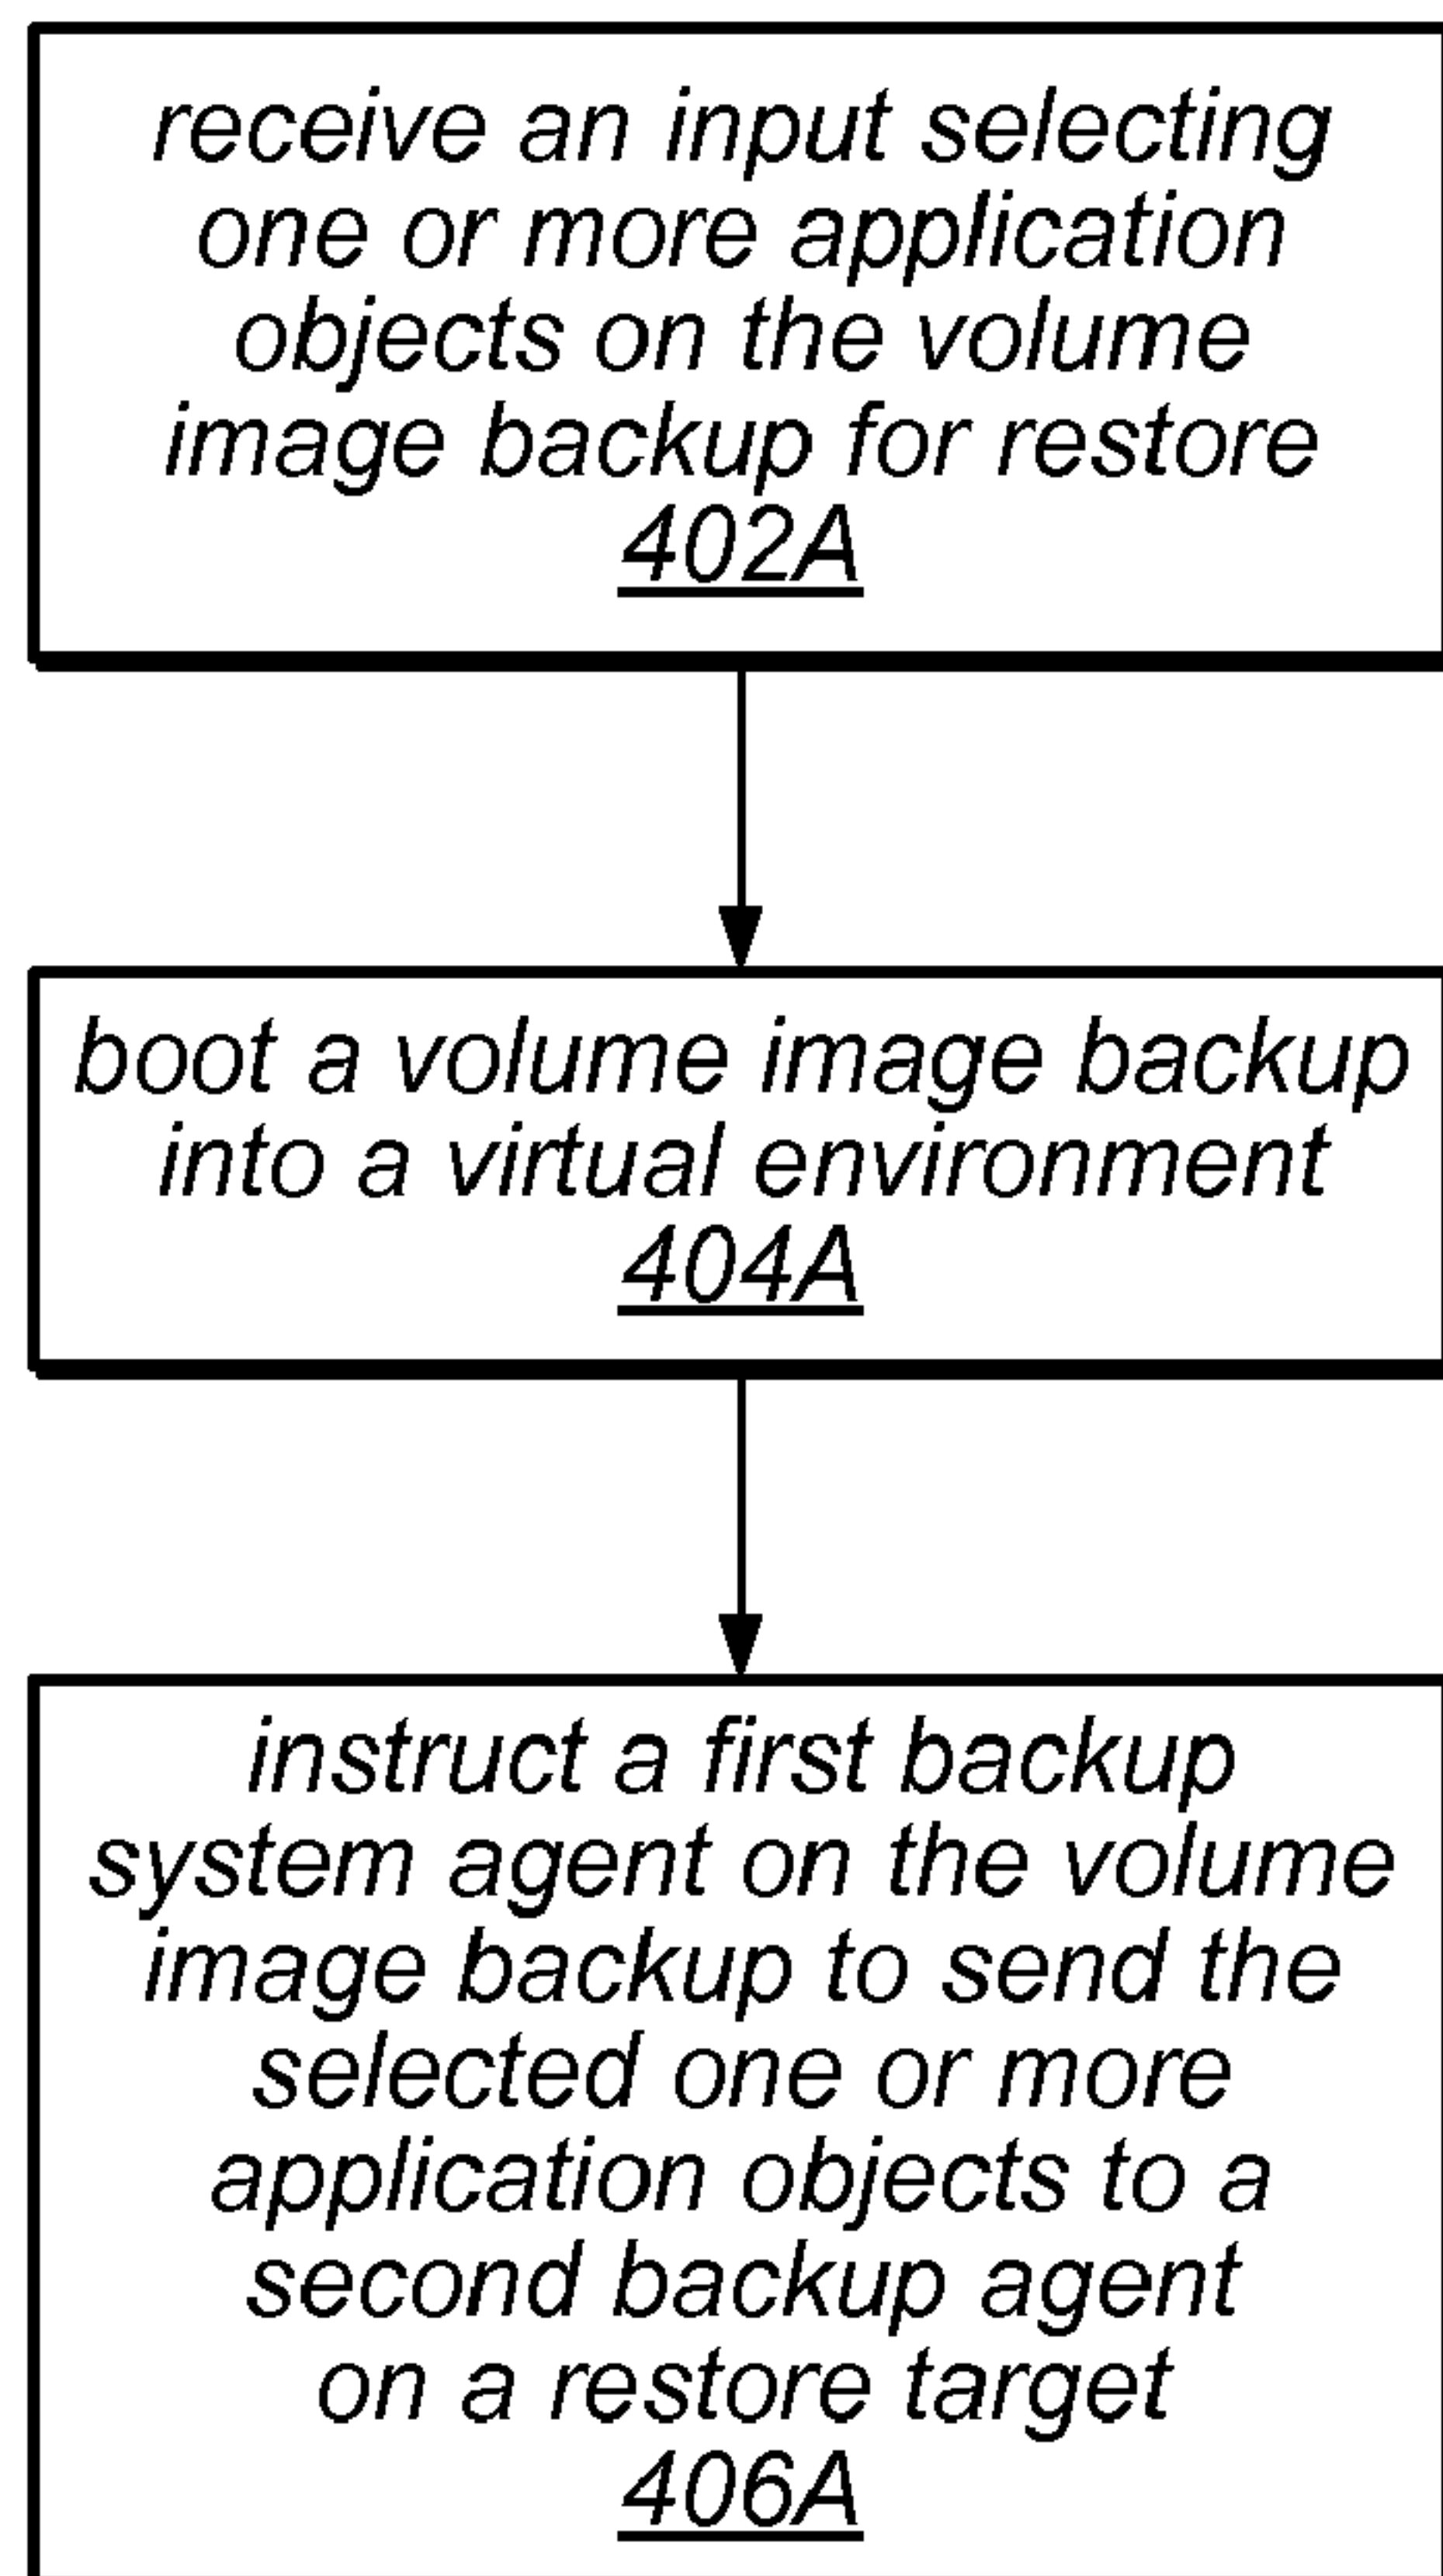 receive an input selecting
one or more application
objects on the volume
image backup for restore
402A
boot a volume image backup
into a virtual environment
404A
instruct a first backup
system agent on the volume
image backup to send the
selected one or more
application objects to a
second backup agent
on a restore target
406A